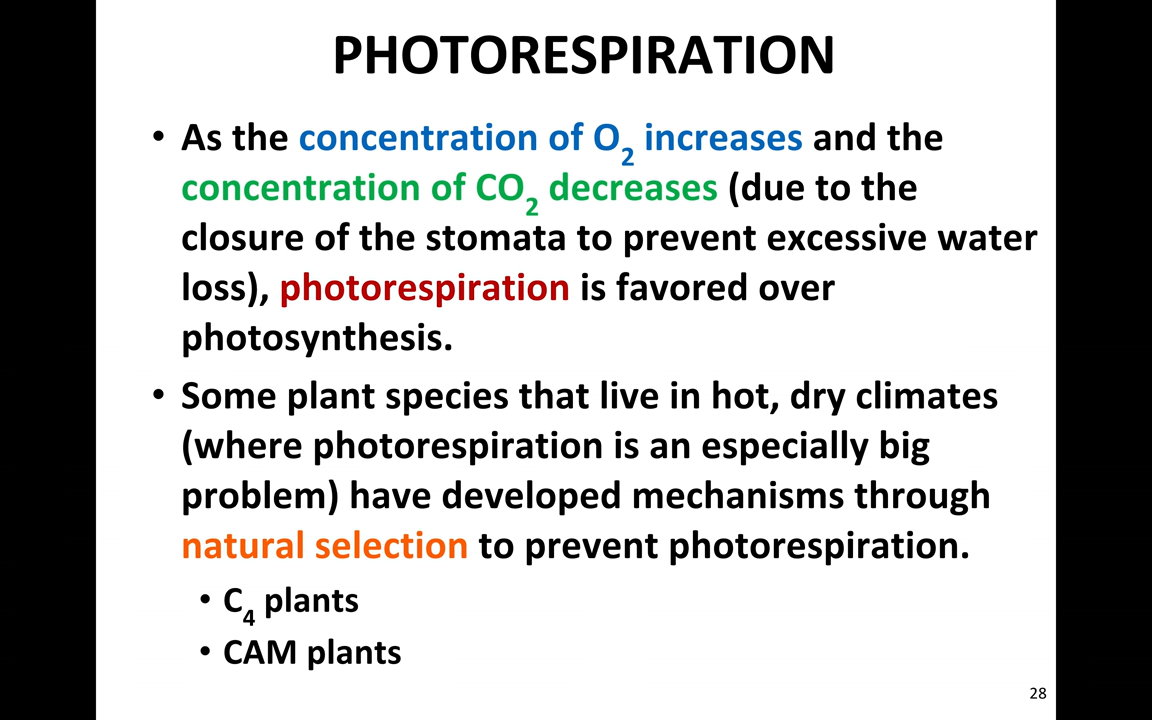 PHOTORESPIRATION
• As the concentration of O₂ increases and the
concentration of CO₂ decreases (due to the
closure of the stomata to prevent excessive water
loss), photorespiration is favored over
photosynthesis.
• Some plant species that live in hot, dry climates
(where photorespiration is an especially big
problem) have developed mechanisms through
natural selection to prevent photorespiration.
• C₄ plants
• CAM plants
28